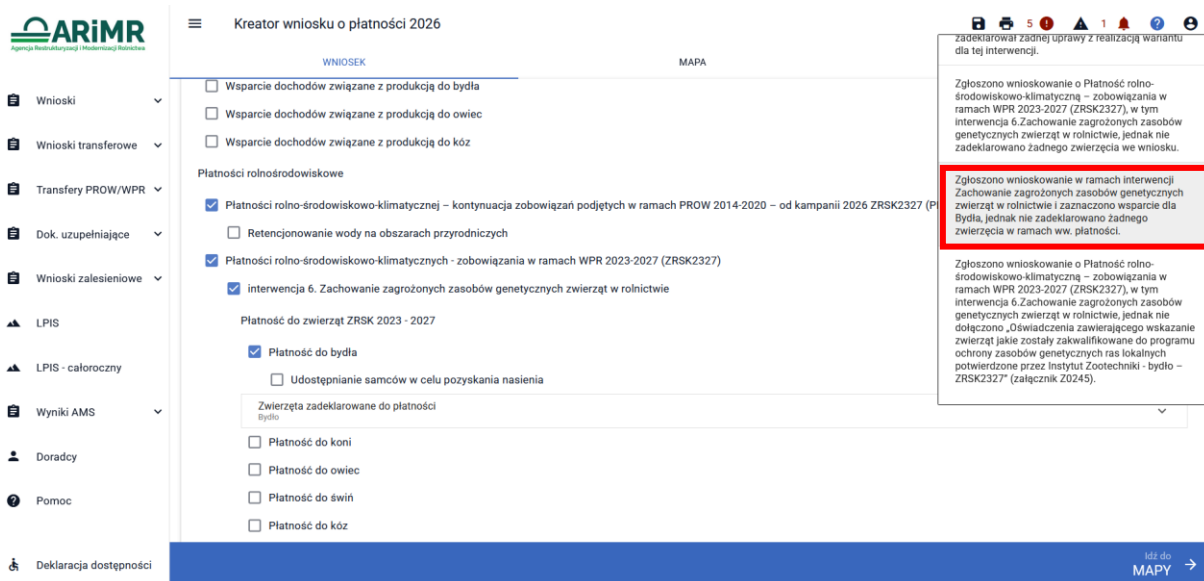 ARiMR
Agencja Restrukturyzacji i Modernizacji Rolnictwa
Kreator wniosku o płatności 2026
5
1
WNIOSEK
MAPA
Wnioski
Wnioski transferowe
Transfery PROW/WPR
Dok. uzupełniające
Wnioski zalesieniowe
LPIS
LPIS - całoroczny
Wyniki AMS
Doradcy
Pomoc
Deklaracja dostępności
Wsparcie dochodów związane z produkcją do bydła
Wsparcie dochodów związane z produkcją do owiec
Wsparcie dochodów związane z produkcją do kóz
Płatności rolnośrodowiskowe
Płatności rolno-środowiskowo-klimatycznej – kontynuacja zobowiązań podjętych w ramach PROW 2014-2020 – od kampanii 2026 ZRSK2327 (P
Retencjonowanie wody na obszarach przyrodniczych
Płatności rolno-środowiskowo-klimatycznych - zobowiązania w ramach WPR 2023-2027 (ZRSK2327)
interwencja 6. Zachowanie zagrożonych zasobów genetycznych zwierząt w rolnictwie
Płatność do zwierząt ZRSK 2023 - 2027
Płatność do bydła
Udostępnianie samców w celu pozyskania nasienia
Zwierzęta zadeklarowane do płatności
Bydło
Płatność do koni
Płatność do owiec
Płatność do świń
Płatność do kóz
zadeklarował żadnej uprawy z realizacją wariantu
dla tej interwencji.
Zgłoszono wnioskowanie o Płatność rolno-
środowiskowo-klimatyczną – zobowiązania w
ramach WPR 2023-2027 (ZRSK2327), w tym
interwencja 6.Zachowanie zagrożonych zasobów
genetycznych zwierząt w rolnictwie, jednak nie
zadeklarowano żadnego zwierzęcia we wniosku.
Zgłoszono wnioskowanie w ramach interwencji
Zachowanie zagrożonych zasobów genetycznych
zwierząt w rolnictwie i zaznaczono wsparcie dla
Bydła, jednak nie zadeklarowano żadnego
zwierzęcia w ramach ww. płatności.
Zgłoszono wnioskowanie o Płatność rolno-
środowiskowo-klimatyczną – zobowiązania w
ramach WPR 2023-2027 (ZRSK2327), w tym
interwencja 6.Zachowanie zagrożonych zasobów
genetycznych zwierząt w rolnictwie, jednak nie
dołączono „Oświadczenia zawierającego wskazanie
zwierząt jakie zostały zakwalifikowane do programu
ochrony zasobów genetycznych ras lokalnych
potwierdzone przez Instytut Zootechniki - bydło –
ZRSK2327” (załącznik Z0245).
Idź do
MAPY